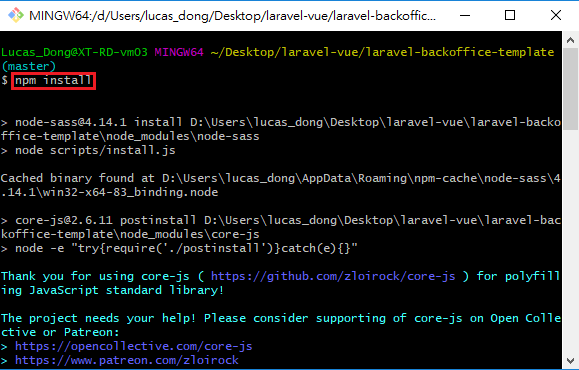 MINGW64:/d/Users/lucas_dong/Desktop/laravel-vue/laravel-backoffic...
Lucas_Dong@XT-RD-vm03 MINGW64 ~/Desktop/laravel-vue/laravel-backoffice-template
(master)
$ npm install
> node-sass@4.14.1 install D:\Users\lucas_dong\Desktop\laravel-vue\laravel-backo
ffice-template\node_modules\node-sass
> node scripts/install.js
Cached binary found at D:\Users\lucas_dong\AppData\Roaming\npm-cache\node-sass\4
.14.1\win32-x64-83_binding.node
> core-js@2.6.11 postinstall D:\Users\lucas_dong\Desktop\laravel-vue\laravel-bac
koffice-template\node_modules\core-js
> node -e "try{require('./postinstall')}catch(e){}"
Thank you for using core-js ( https://github.com/zloirock/core-js ) for polyfill
ing JavaScript standard library!
The project needs your help! Please consider supporting of core-js on Open Colle
ctive or Patreon:
> https://opencollective.com/core-js
> https://www.patreon.com/zloirock